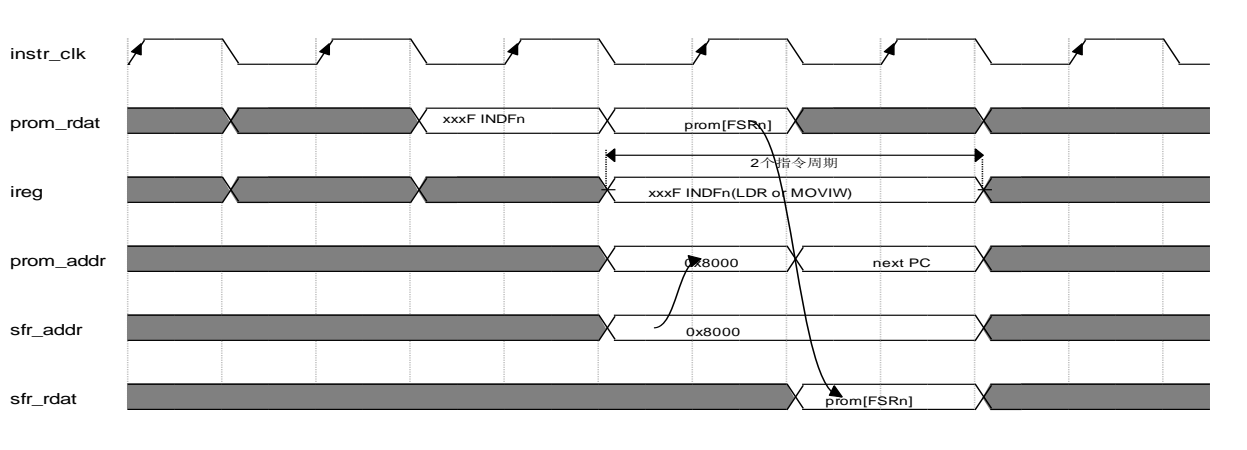 instr_clk
prom_rdat
xxxF INDFn
prom[FSRn]
2个指令周期
ireg
xxxF INDFn(LDR or MOVIW)
prom_addr
0x8000
next PC
sfr_addr
0x8000
sfr_rdat
prom[FSRn]